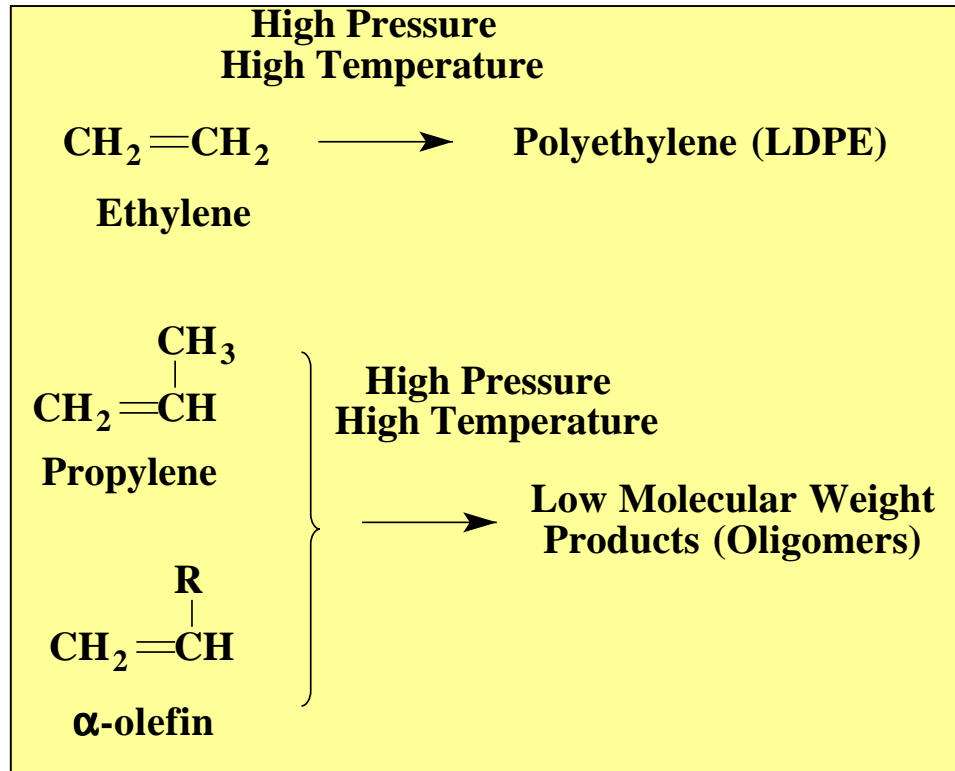 High Pressure
High Temperature
CH₂=CH₂
Polyethylene (LDPE)
Ethylene
CH₃
CH₂=CH
Propylene
High Pressure
High Temperature
Low Molecular Weight
Products (Oligomers)
R
CH₂=CH
α-olefin